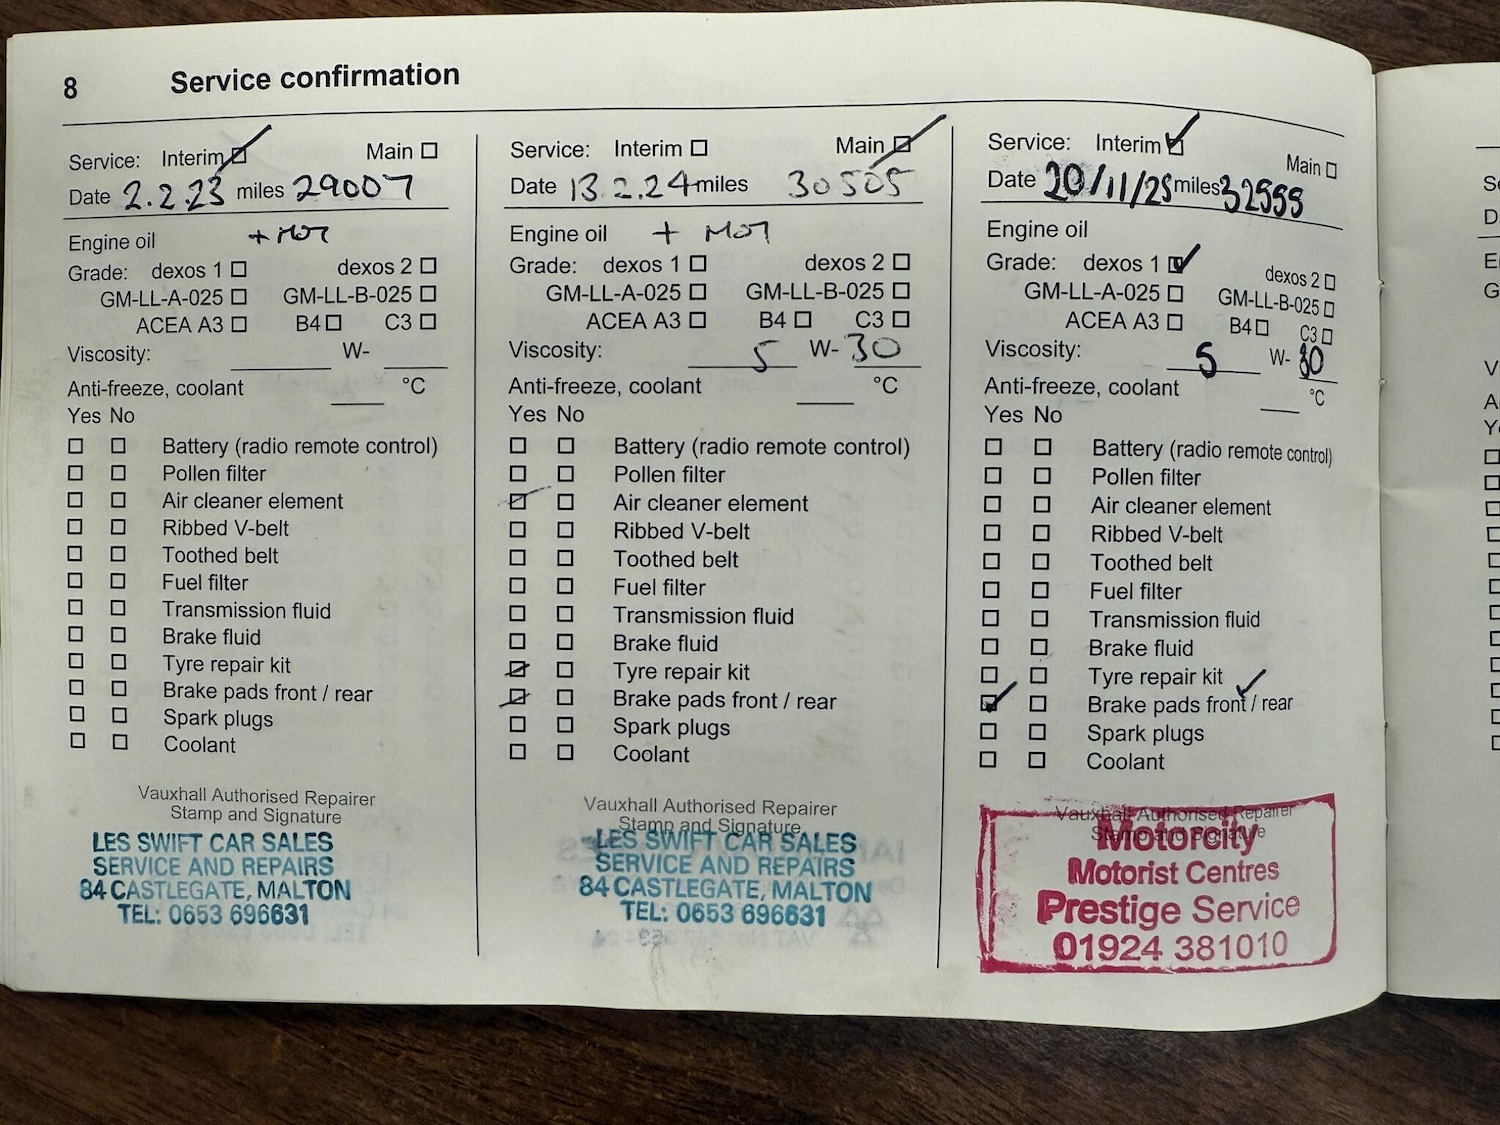 8 Service confirmation
Service: Interim Main
Date 2.2.23 miles 29007
+ MOT
Engine oil
Grade: dexos 1 dexos 2
GM-LL-A-025 GM-LL-B-025
ACEA A3 B4 C3
Viscosity: W-
Anti-freeze, coolant °C
Yes No
Battery (radio remote control)
Pollen filter
Air cleaner element
Ribbed V-belt
Toothed belt
Fuel filter
Transmission fluid
Brake fluid
Tyre repair kit
Brake pads front / rear
Spark plugs
Coolant
Vauxhall Authorised Repairer
Stamp and Signature
LES SWIFT CAR SALES
SERVICE AND REPAIRS
84 CASTLEGATE, MALTON
TEL: 0653 696631
Service: Interim Main
Date 13.2.24 miles 30505
Engine oil + MOT
Grade: dexos 1 dexos 2
GM-LL-A-025 GM-LL-B-025
ACEA A3 B4 C3
Viscosity: 5 W- 30
Anti-freeze, coolant °C
Yes No
Battery (radio remote control)
Pollen filter
Air cleaner element
Ribbed V-belt
Toothed belt
Fuel filter
Transmission fluid
Brake fluid
Tyre repair kit
Brake pads front / rear
Spark plugs
Coolant
Vauxhall Authorised Repairer
Stamp and Signature
LES SWIFT CAR SALES
SERVICE AND REPAIRS
84 CASTLEGATE, MALTON
TEL: 0653 696631
Service: Interim Main
Date 20/11/25 miles
Engine oil
Grade: dexos 1 dexos 2
GM-LL-A-025 GM-LL-B-025
ACEA A3 B4 C3
Viscosity: 5 W- 30
Anti-freeze, coolant °C
Yes No
Battery (radio remote control)
Pollen filter
Air cleaner element
Ribbed V-belt
Toothed belt
Fuel filter
Transmission fluid
Brake fluid
Tyre repair kit
Brake pads front / rear
Spark plugs
Coolant
Vauxhall Authorised Repairer
Stamp and Signature
Motorcity
Motorist Centres
Prestige Service
01924 381010